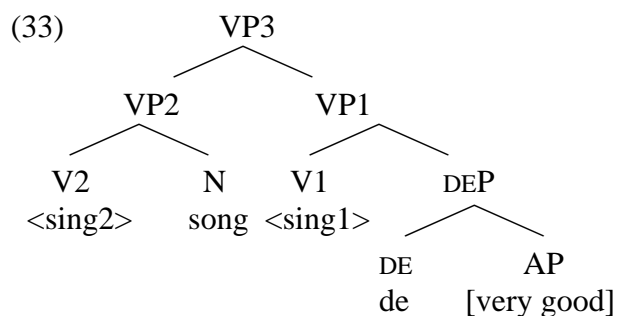 (33) VP3
VP2 VP1
V2 N V1 DEP
<sing2> song <sing1>
DE AP
de [very good]